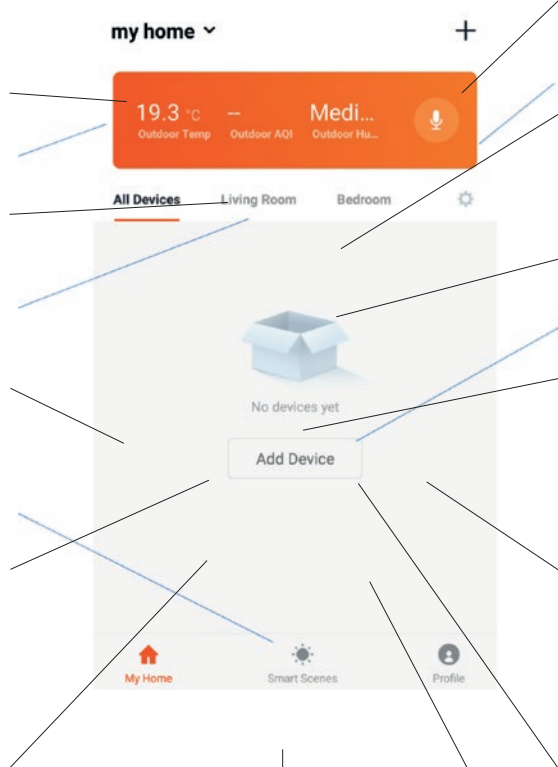 my home
19.3 °C -- Medi...
Outdoor Temp Outdoor AQI Outdoor Hu...
All Devices Living Room Bedroom
No devices yet
Add Device
My Home Smart Scenes Profile